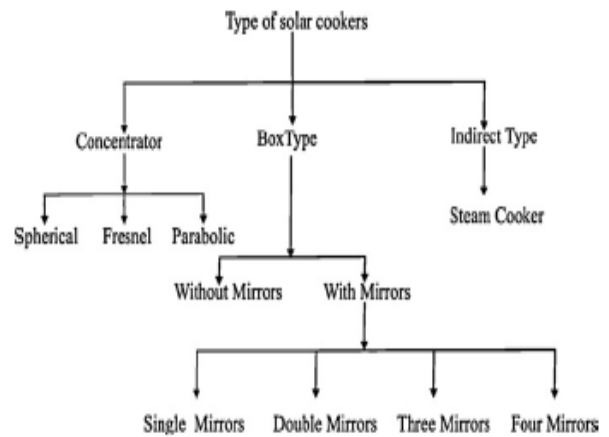 Type of solar cookers
Concentrator
BoxType
Indirect Type
Spherical
Fresnel
Parabolic
Steam Cooker
Without Mirrors
With Mirrors
Single Mirrors
Double Mirrors
Three Mirrors
Four Mirrors